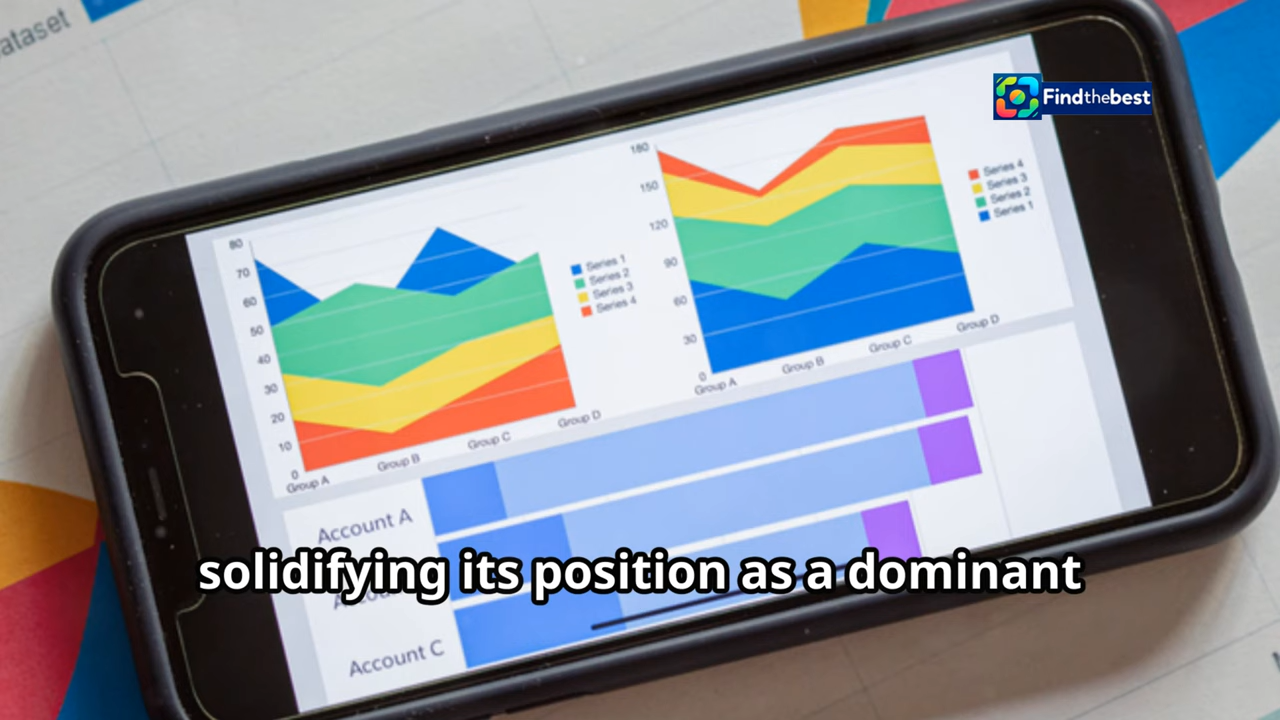 ataset
Findthebest
80
70
60
50
40
30
20
10
0
Group A
Group B
Group C
Group D
Series 1
Series 2
Series 3
Series 4
180
150
120
90
60
30
0
Group A
Group B
Group C
Group D
Series 4
Series 3
Series 2
Series 1
Account A
solidifying its position as a dominant
Account C